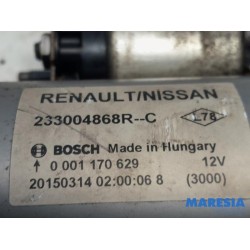 RENAULT/NISSAN
233004868R--C
78
BOSCH Made in Hungary
0 001 170 629 12V
20150314 02:00:06 8 (3000)
MARESIA